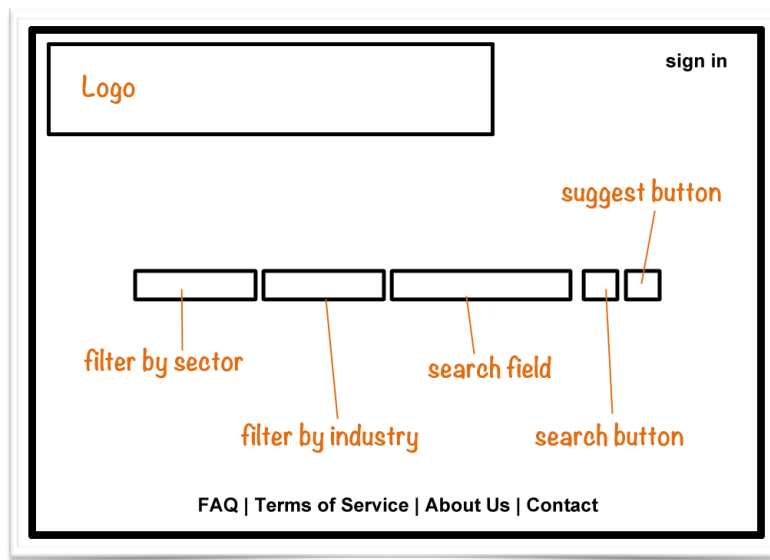 Logo
sign in
suggest button
filter by sector
search field
filter by industry
search button
FAQ | Terms of Service | About Us | Contact